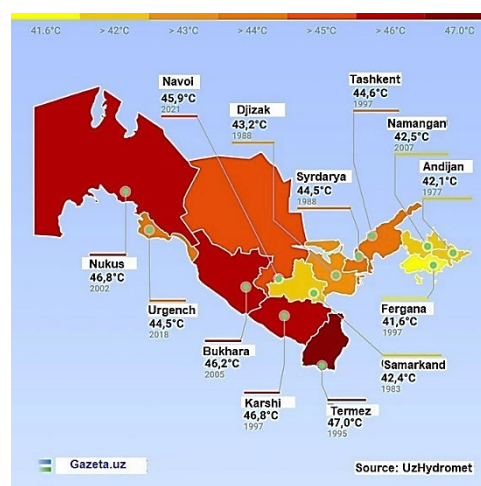 41.6°C > 42°C > 43°C > 44°C > 45°C > 46°C 47.0°C
Navoi
45,9°C
2021
Djizak
43,2°C
1988
Tashkent
44,6°C
1997
Namangan
42,5°C
2007
Andijan
42,1°C
1977
Syrdarya
44,5°C
1988
Nukus
46,8°C
2002
Urgench
44,5°C
2018
Bukhara
46,2°C
2005
Karshi
46,8°C
1997
Termez
47,0°C
1995
Samarkand
42,4°C
1983
Fergana
41,6°C
1997
Gazeta.uz
Source: UzHydromet